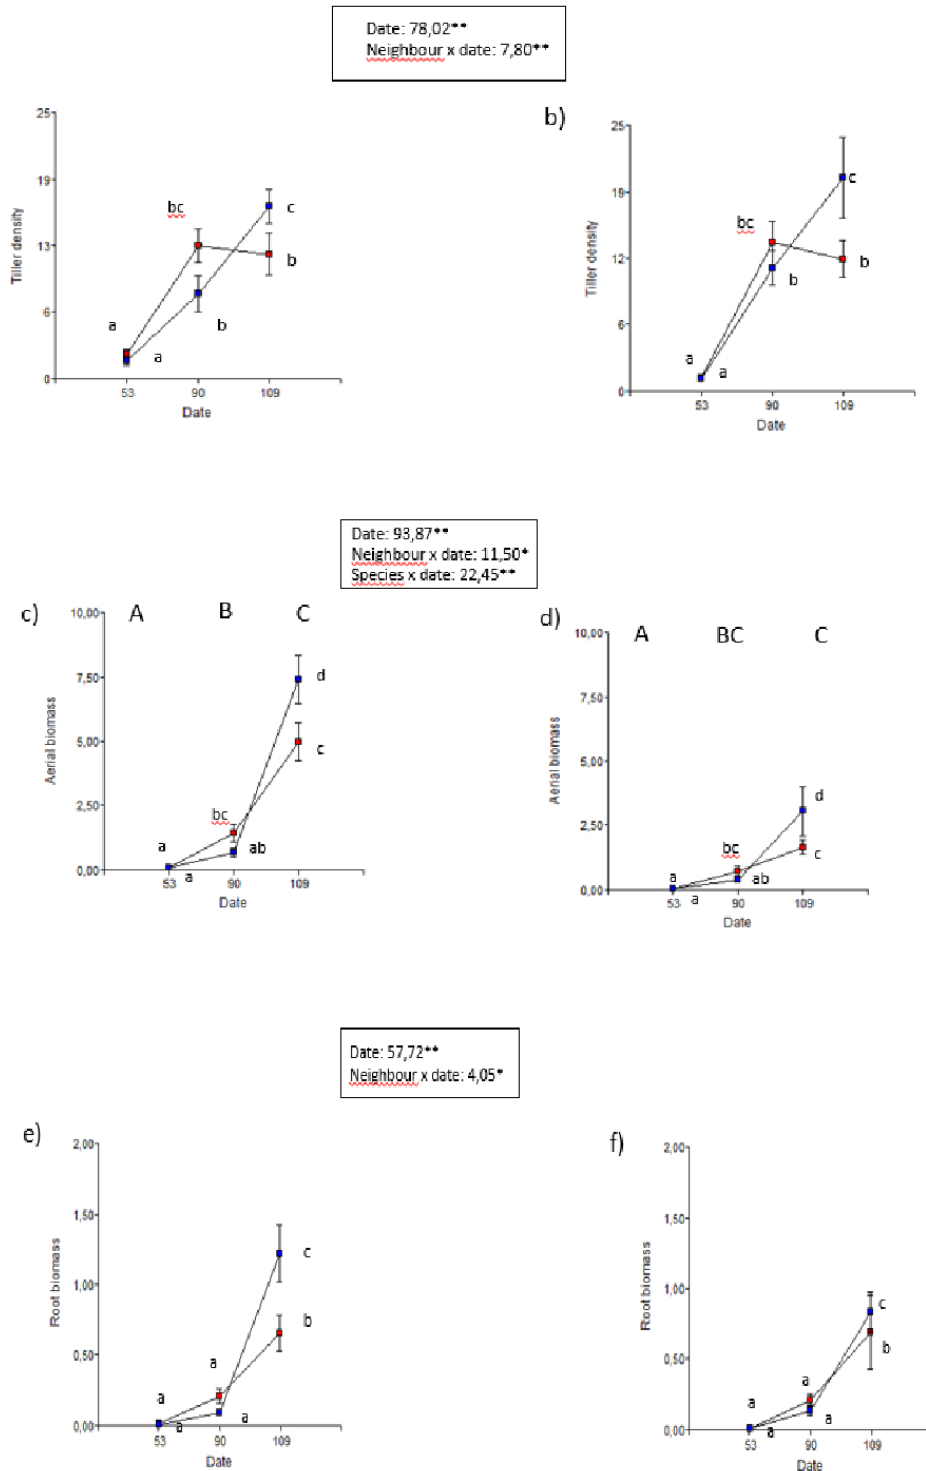 Date: 78,02**
Neighbour x date: 7,80**
b)
25
19
13
6
0
Tiller density
bc
c
b
a
b
a
53 90 109
Date
25
19
12
6
0
Tiller density
bc
c
b
b
a
a
53 90 109
Date
Date: 93,87**
Neighbour x date: 11,50*
Species x date: 22,45**
c)
A B C
10,00
7,50
5,00
2,50
0,00
Aerial biomass
d
c
bc
a ab
a
53 90 109
Date
d)
A BC C
10,00
7,50
5,00
2,50
0,00
Aerial biomass
d
bc
c
a ab
a
53 90 109
Date
Date: 57,72**
Neighbour x date: 4,05*
e)
2,00
1,50
1,00
0,50
0,00
Root biomass
c
b
a
a
a
a
53 90 109
Date
f)
2,00
1,50
1,00
0,50
0,00
Root biomass
c
b
a
a
a
a
53 90 109
Date